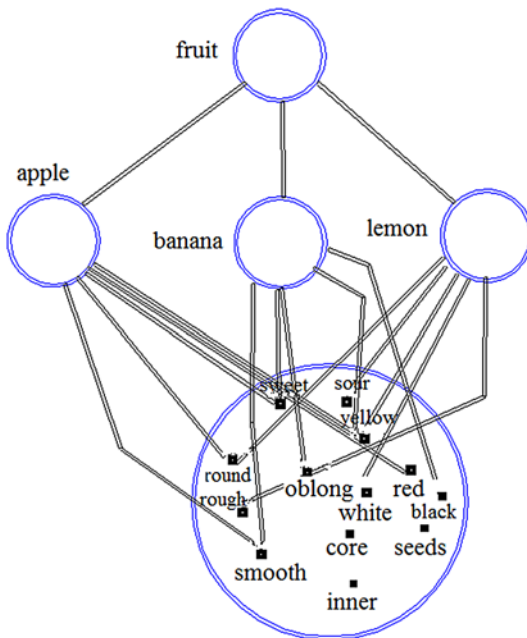 fruit
apple
banana
lemon
sweet
sour
yellow
round
oblong
red
rough
white
black
core
seeds
smooth
inner